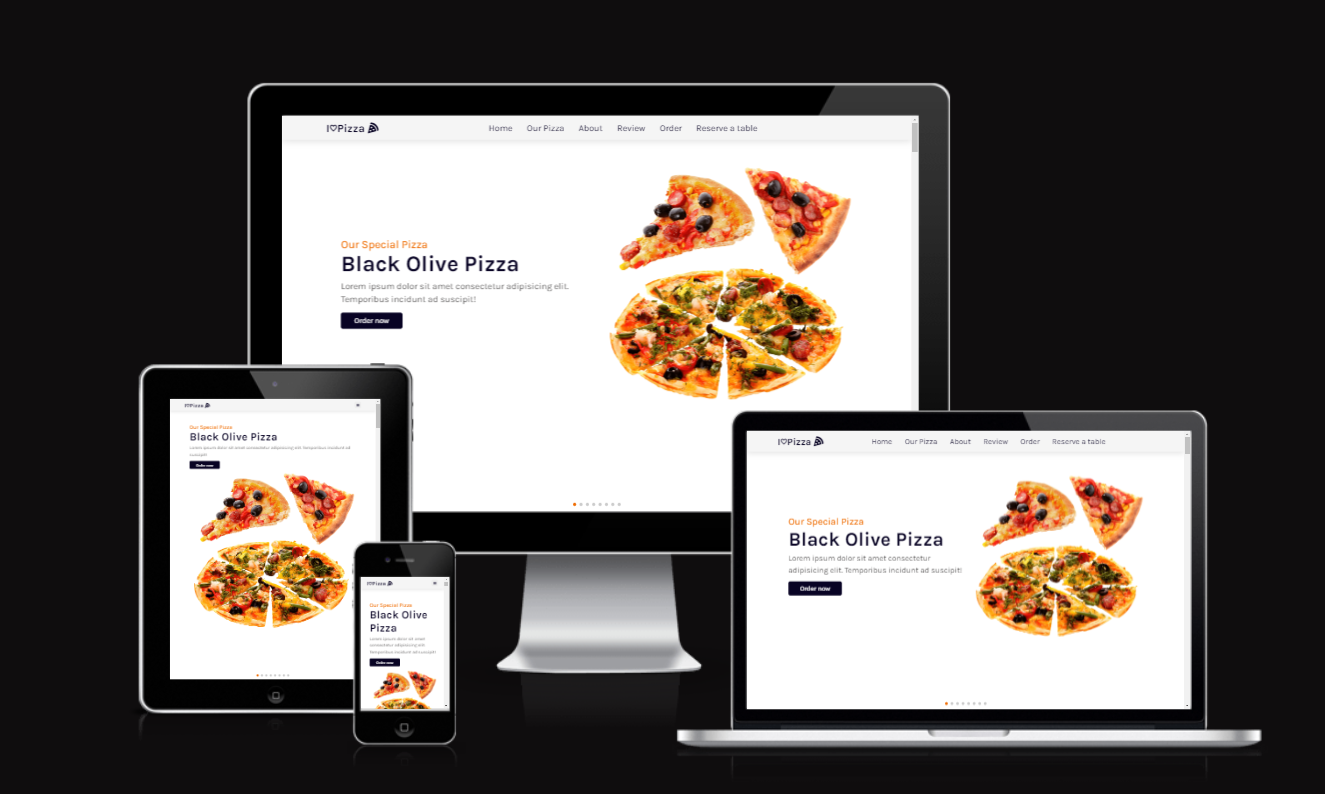 I♡Pizza
Home Our Pizza About Review Order Reserve a table
Our Special Pizza
Black Olive Pizza
Lorem ipsum dolor sit amet consectetur adipisicing elit.
Temporibus incidunt ad suscipit!
Order now
I♡Pizza
Our Special Pizza
Black Olive Pizza
Lorem ipsum dolor sit amet consectetur adipisicing elit. Temporibus incidunt ad
suscipit!
Order now
I♡Pizza
Our Special Pizza
Black Olive
Pizza
Lorem ipsum dolor sit amet
consectetur adipisicing elit.
Temporibus incidunt ad suscipit!
Order now
I♡Pizza
Home Our Pizza About Review Order Reserve a table
Our Special Pizza
Black Olive Pizza
Lorem ipsum dolor sit amet consectetur
adipisicing elit. Temporibus incidunt ad suscipit!
Order now